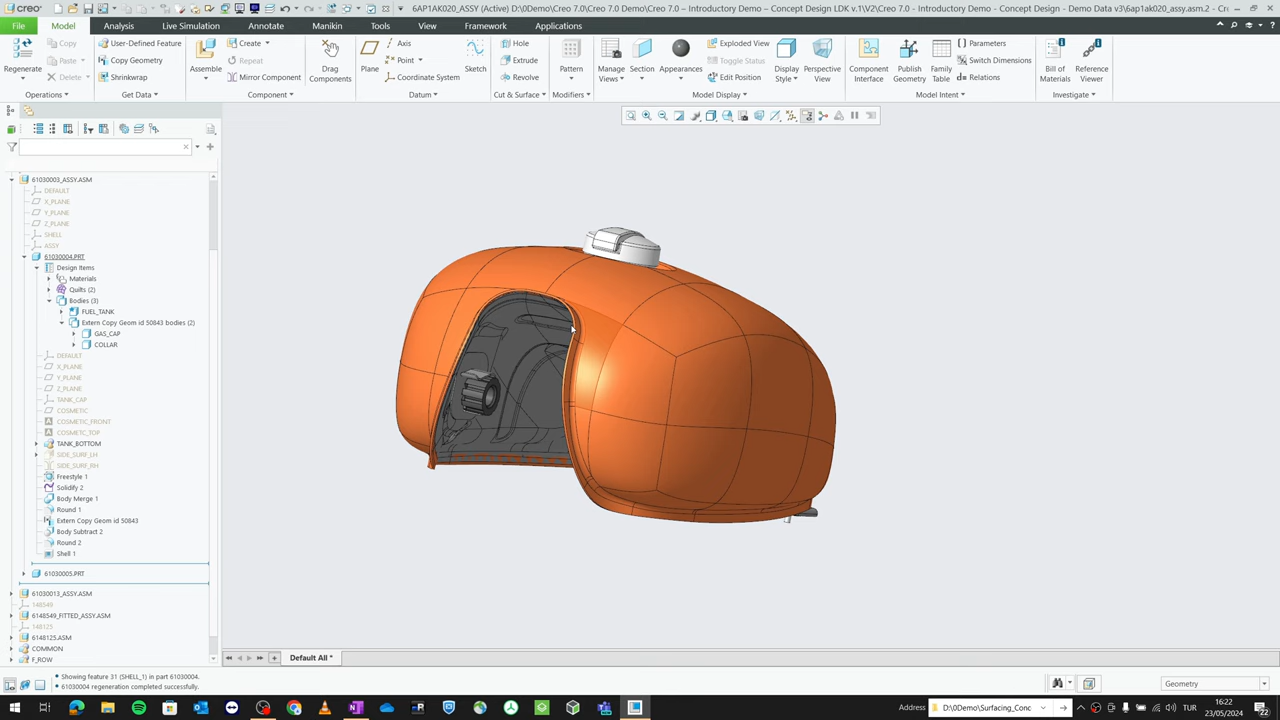 creo
6AP1AK020_ASSY (Active) D:\0Demo\Creo 7.0 Demo\Creo 7.0 – Introductory Demo – Concept Design LDK v.1\V2\Creo 7.0 - Introductory Demo - Concept Design - Demo Data v3\6ap1ak020_assy.asm.2 - Cr...
File Model Analysis Live Simulation Annotate Manikin Tools View Framework Applications
Regenerate
Copy
Paste
Delete
Operations
User-Defined Feature
Copy Geometry
Shrinkwrap
Get Data
Assemble
Create
Repeat
Mirror Component
Component
Drag Components
Plane
Axis
Point
Coordinate System
Sketch
Datum
Hole
Extrude
Revolve
Cut & Surface
Pattern
Modifiers
Manage Views
Section
Appearances
Exploded View
Toggle Status
Edit Position
Display Style
Perspective View
Model Display
Component Interface
Publish Geometry
Family Table
Parameters
Switch Dimensions
Relations
Model Intent
Bill of Materials
Reference Viewer
Investigate
61030003_ASSY.ASM
DEFAULT
X_PLANE
Y_PLANE
Z_PLANE
SHELL
ASSY
61030004.PRT
Design Items
Materials
Quilts (2)
Bodies (3)
FUEL_TANK
Extern Copy Geom id 50843 bodies (2)
GAS_CAP
COLLAR
DEFAULT
X_PLANE
Y_PLANE
Z_PLANE
TANK_CAP
COSMETIC
COSMETIC_FRONT
COSMETC_TOP
TANK_BOTTOM
SIDE_SURF_LH
SIDE_SURF_RH
Freestyle 1
Solidify 2
Body Merge 1
Round 1
Extern Copy Geom id 50843
Body Subtract 2
Round 2
Shell 1
61030005.PRT
61030013_ASSY.ASM
148549
6148549_FITTED_ASSY.ASM
148125
6148125.ASM
COMMON
F_ROW
Default All *
• Showing feature 31 (SHELL_1) in part 61030004.
• 61030004 regeneration completed successfully.
Geometry
Address D:\0Demo\Surfacing_Conc
TUR
16:22
23/05/2024
22